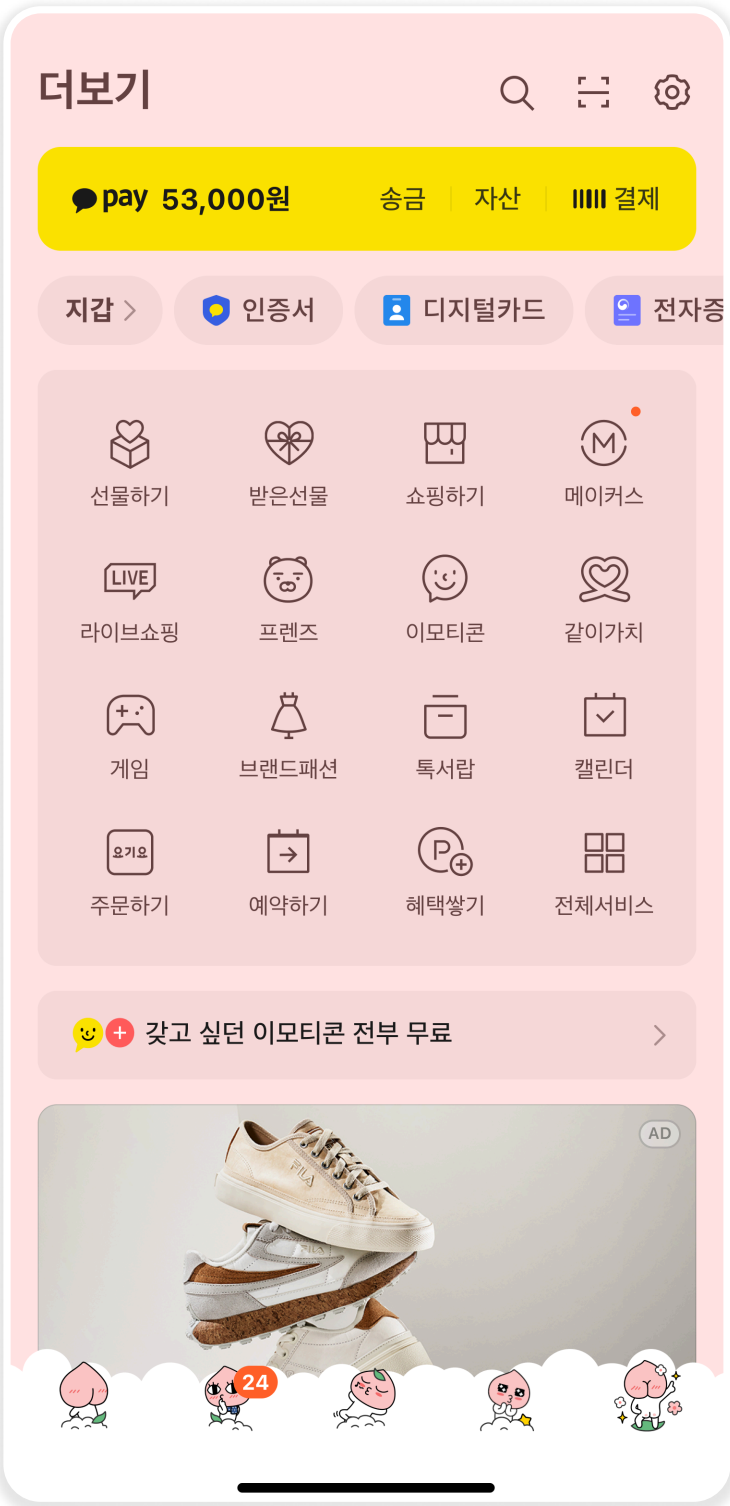 더보기
pay 53,000원 송금 자산 결제
지갑 인증서 디지털카드 전자증
선물하기 받은선물 쇼핑하기 M 메이커스
LIVE
라이브쇼핑 프렌즈 이모티콘 같이가치
게임 브랜드패션 톡서랍 캘린더
요기요 P
주문하기 예약하기 혜택쌓기 전체서비스
갖고 싶던 이모티콘 전부 무료
AD
FILA
FILA
24